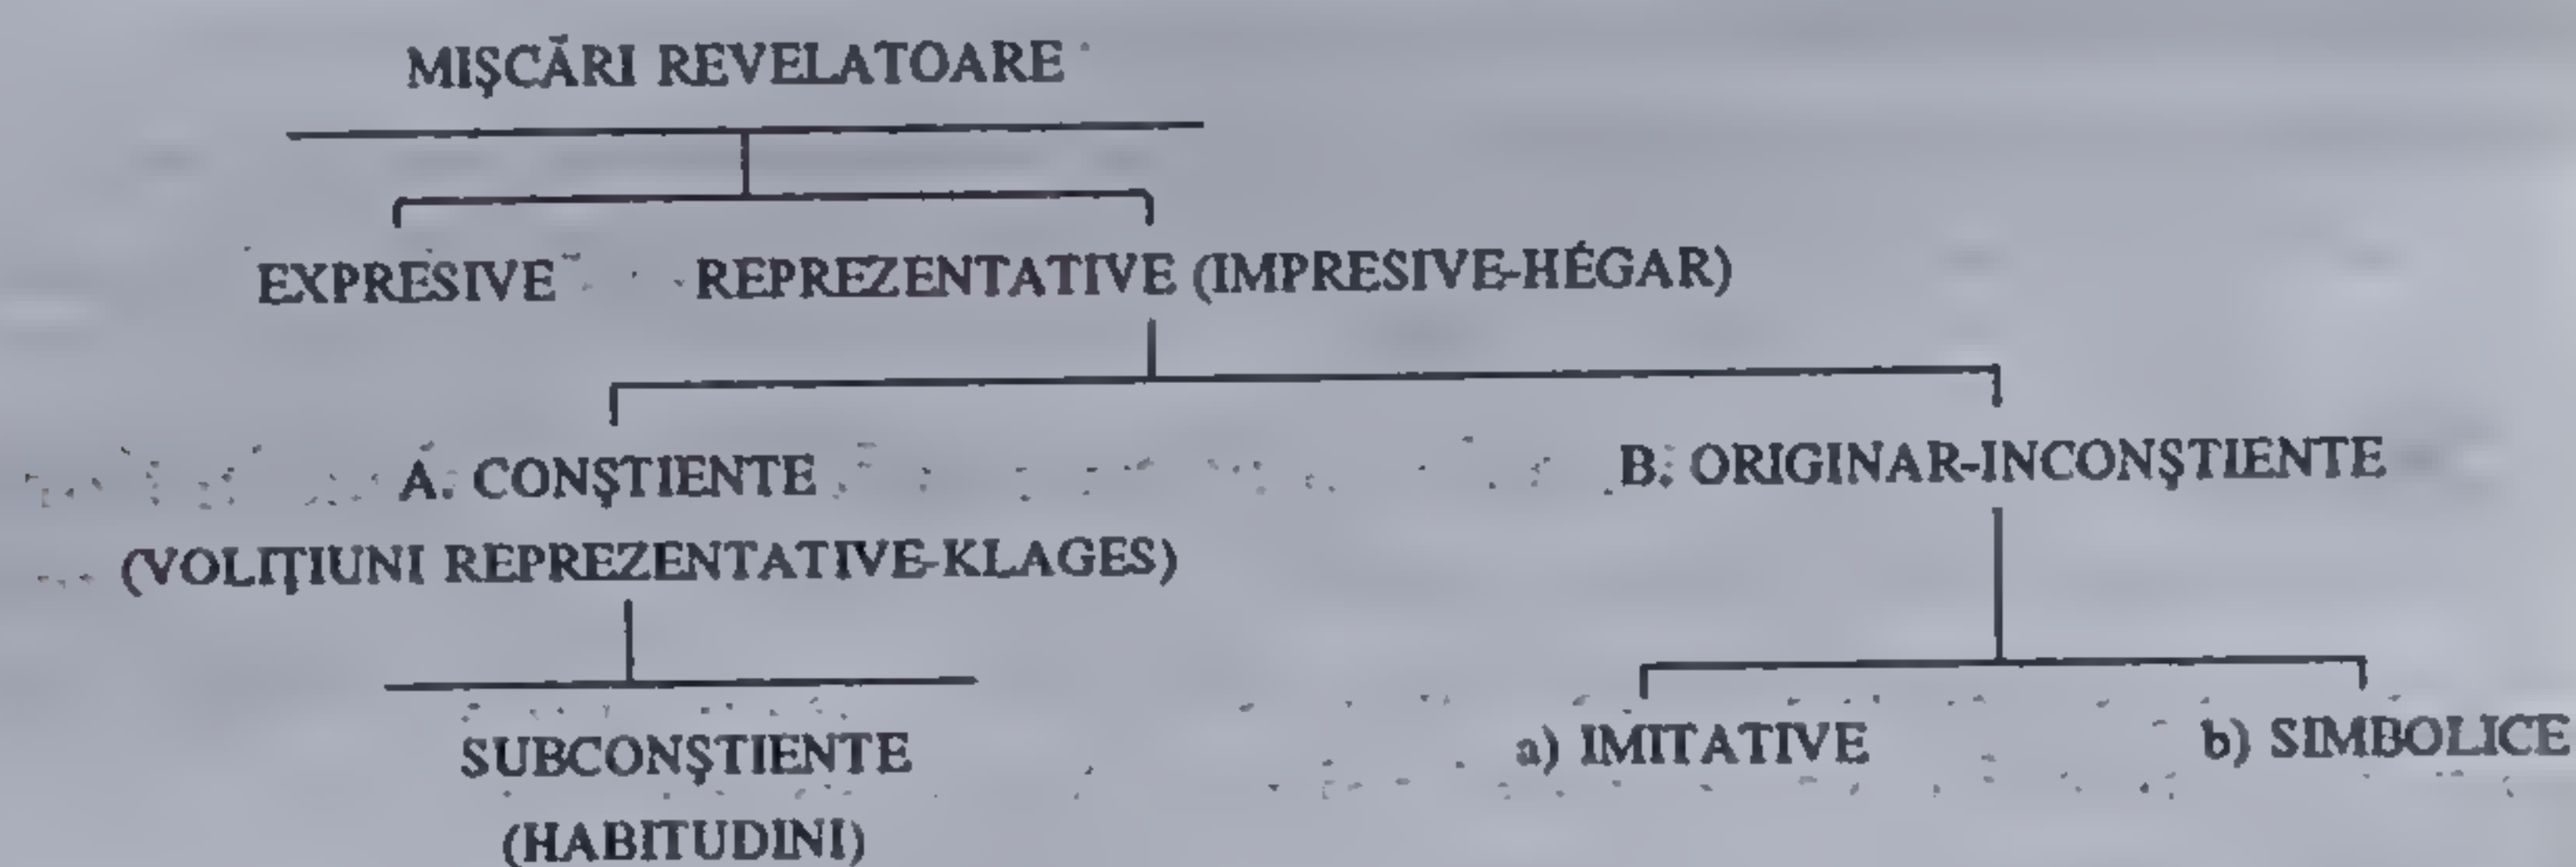 MIŞCĂRI REVELATOARE
EXPRESIVE REPREZENTATIVE (IMPRESIVE-HÉGAR)
A. CONŞTIENTE B. ORIGINAR-INCONŞTIENTE
(VOLIŢIUNI REPREZENTATIVE-KLAGES)
SUBCONŞTIENTE a) IMITATIVE b) SIMBOLICE
(HABITUDINI)